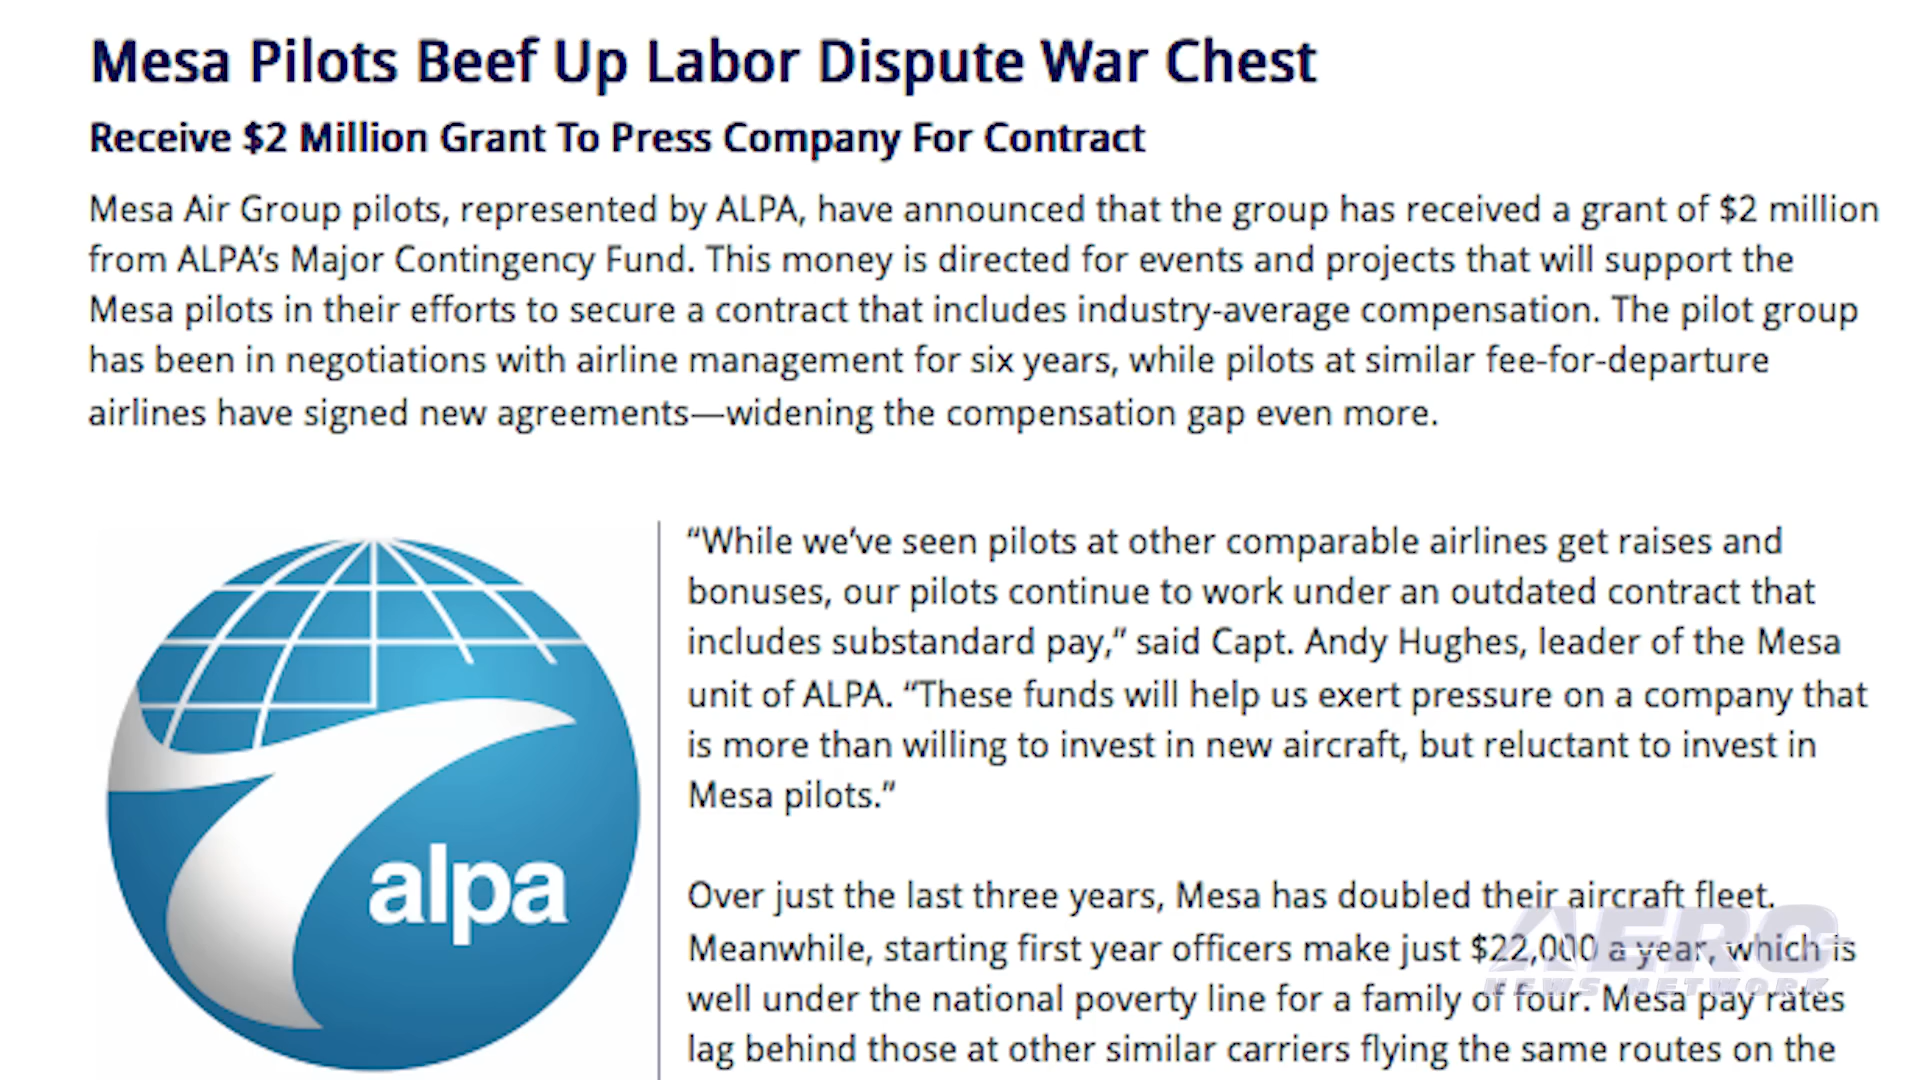 Mesa Pilots Beef Up Labor Dispute War Chest
Receive $2 Million Grant To Press Company For Contract
Mesa Air Group pilots, represented by ALPA, have announced that the group has received a grant of $2 million
from ALPA’s Major Contingency Fund. This money is directed for events and projects that will support the
Mesa pilots in their efforts to secure a contract that includes industry-average compensation. The pilot group
has been in negotiations with airline management for six years, while pilots at similar fee-for-departure
airlines have signed new agreements—widening the compensation gap even more.
alpa
“While we’ve seen pilots at other comparable airlines get raises and
bonuses, our pilots continue to work under an outdated contract that
includes substandard pay,” said Capt. Andy Hughes, leader of the Mesa
unit of ALPA. “These funds will help us exert pressure on a company that
is more than willing to invest in new aircraft, but reluctant to invest in
Mesa pilots.”
Over just the last three years, Mesa has doubled their aircraft fleet.
Meanwhile, starting first year officers make just $22,000 a year, which is
well under the national poverty line for a family of four. Mesa pay rates
lag behind those at other similar carriers flying the same routes on the
AERO
NEWS NETWORK